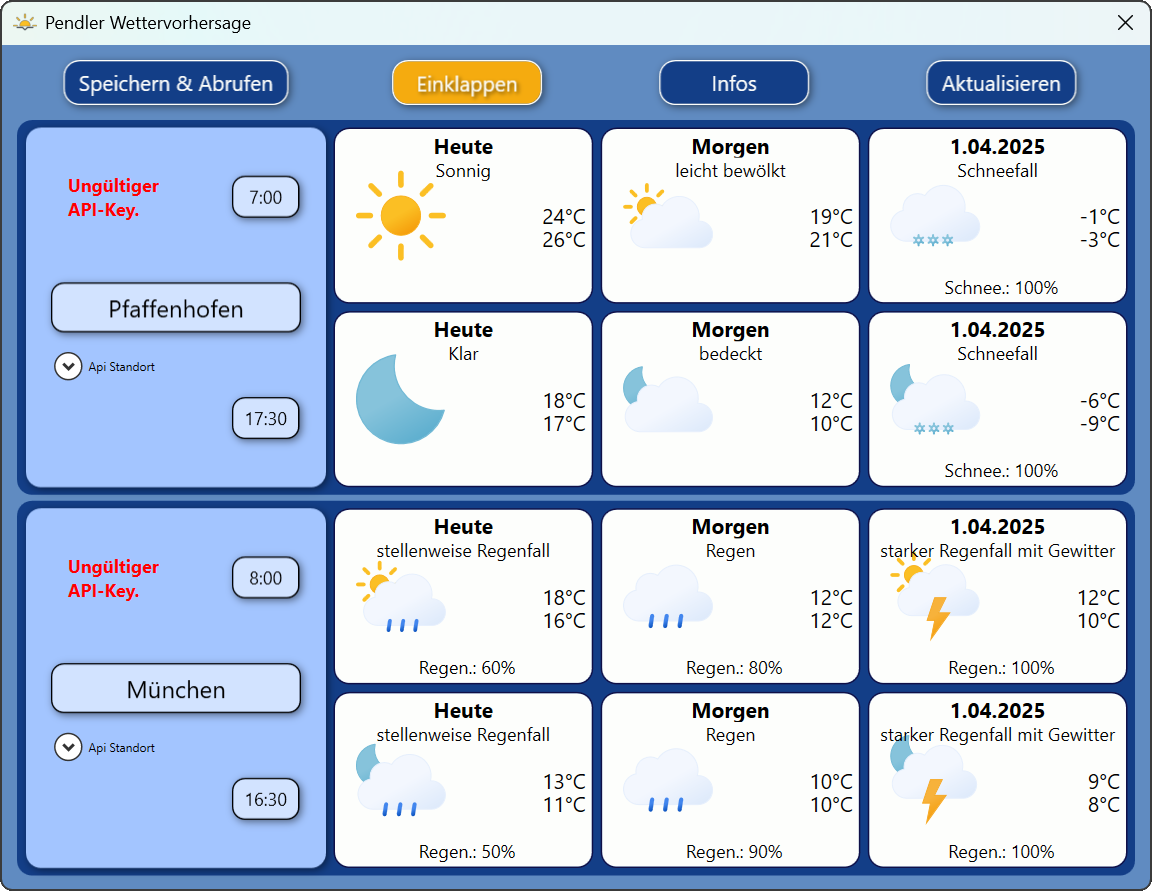 Pendler Wettervorhersage
Speichern & Abrufen
Einklappen
Infos
Aktualisieren
Ungültiger
API-Key.
7:00
Pfaffenhofen
Api Standort
17:30
Heute
Sonnig
24°C
26°C
Morgen
leicht bewölkt
19°C
21°C
1.04.2025
Schneefall
-1°C
-3°C
Schnee.: 100%
Heute
Klar
18°C
17°C
Morgen
bedeckt
12°C
10°C
1.04.2025
Schneefall
-6°C
-9°C
Schnee.: 100%
Ungültiger
API-Key.
8:00
München
Api Standort
16:30
Heute
stellenweise Regenfall
18°C
16°C
Regen.: 60%
Morgen
Regen
12°C
12°C
Regen.: 80%
1.04.2025
starker Regenfall mit Gewitter
12°C
10°C
Regen.: 100%
Heute
stellenweise Regenfall
13°C
11°C
Regen.: 50%
Morgen
Regen
10°C
10°C
Regen.: 90%
1.04.2025
starker Regenfall mit Gewitter
9°C
8°C
Regen.: 100%